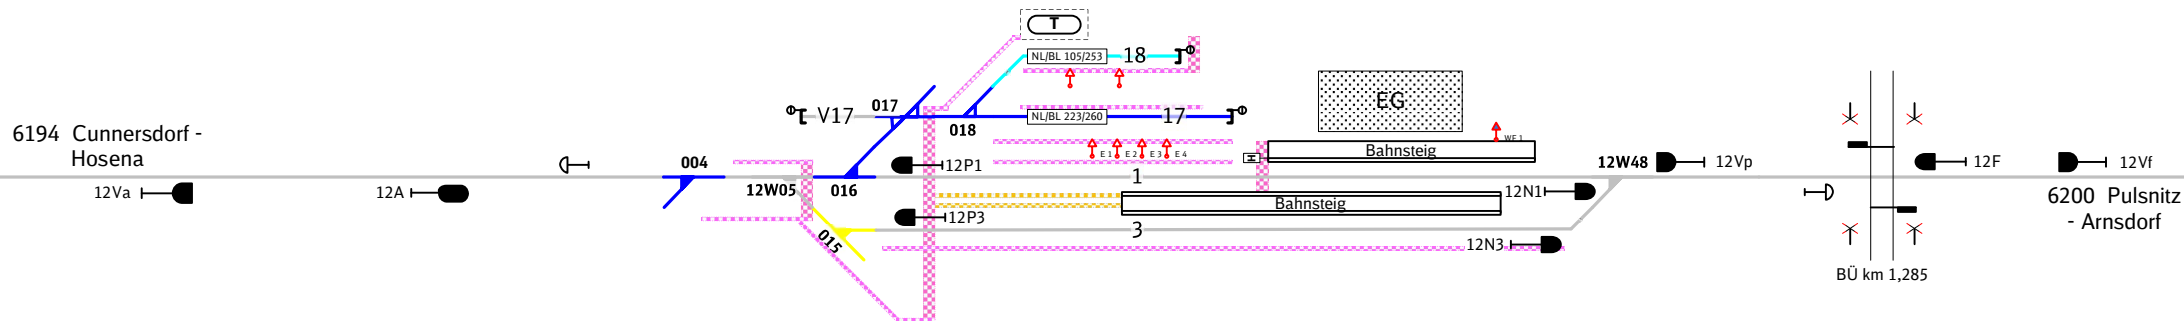 T
NL/BL 105/253
18
017
V17
018
NL/BL 223/260
17
EG
6194 Cunnersdorf -
Hosena
004
12W05
016
12P1
E 1
E 2
E 3
E 4
H
WE 1
Bahnsteig
12W48
12Vp
12F
12Vf
12Va
12A
1
12N1
6200 Pulsnitz
- Arnsdorf
Bahnsteig
12P3
015
3
12N3
BÜ km 1,285